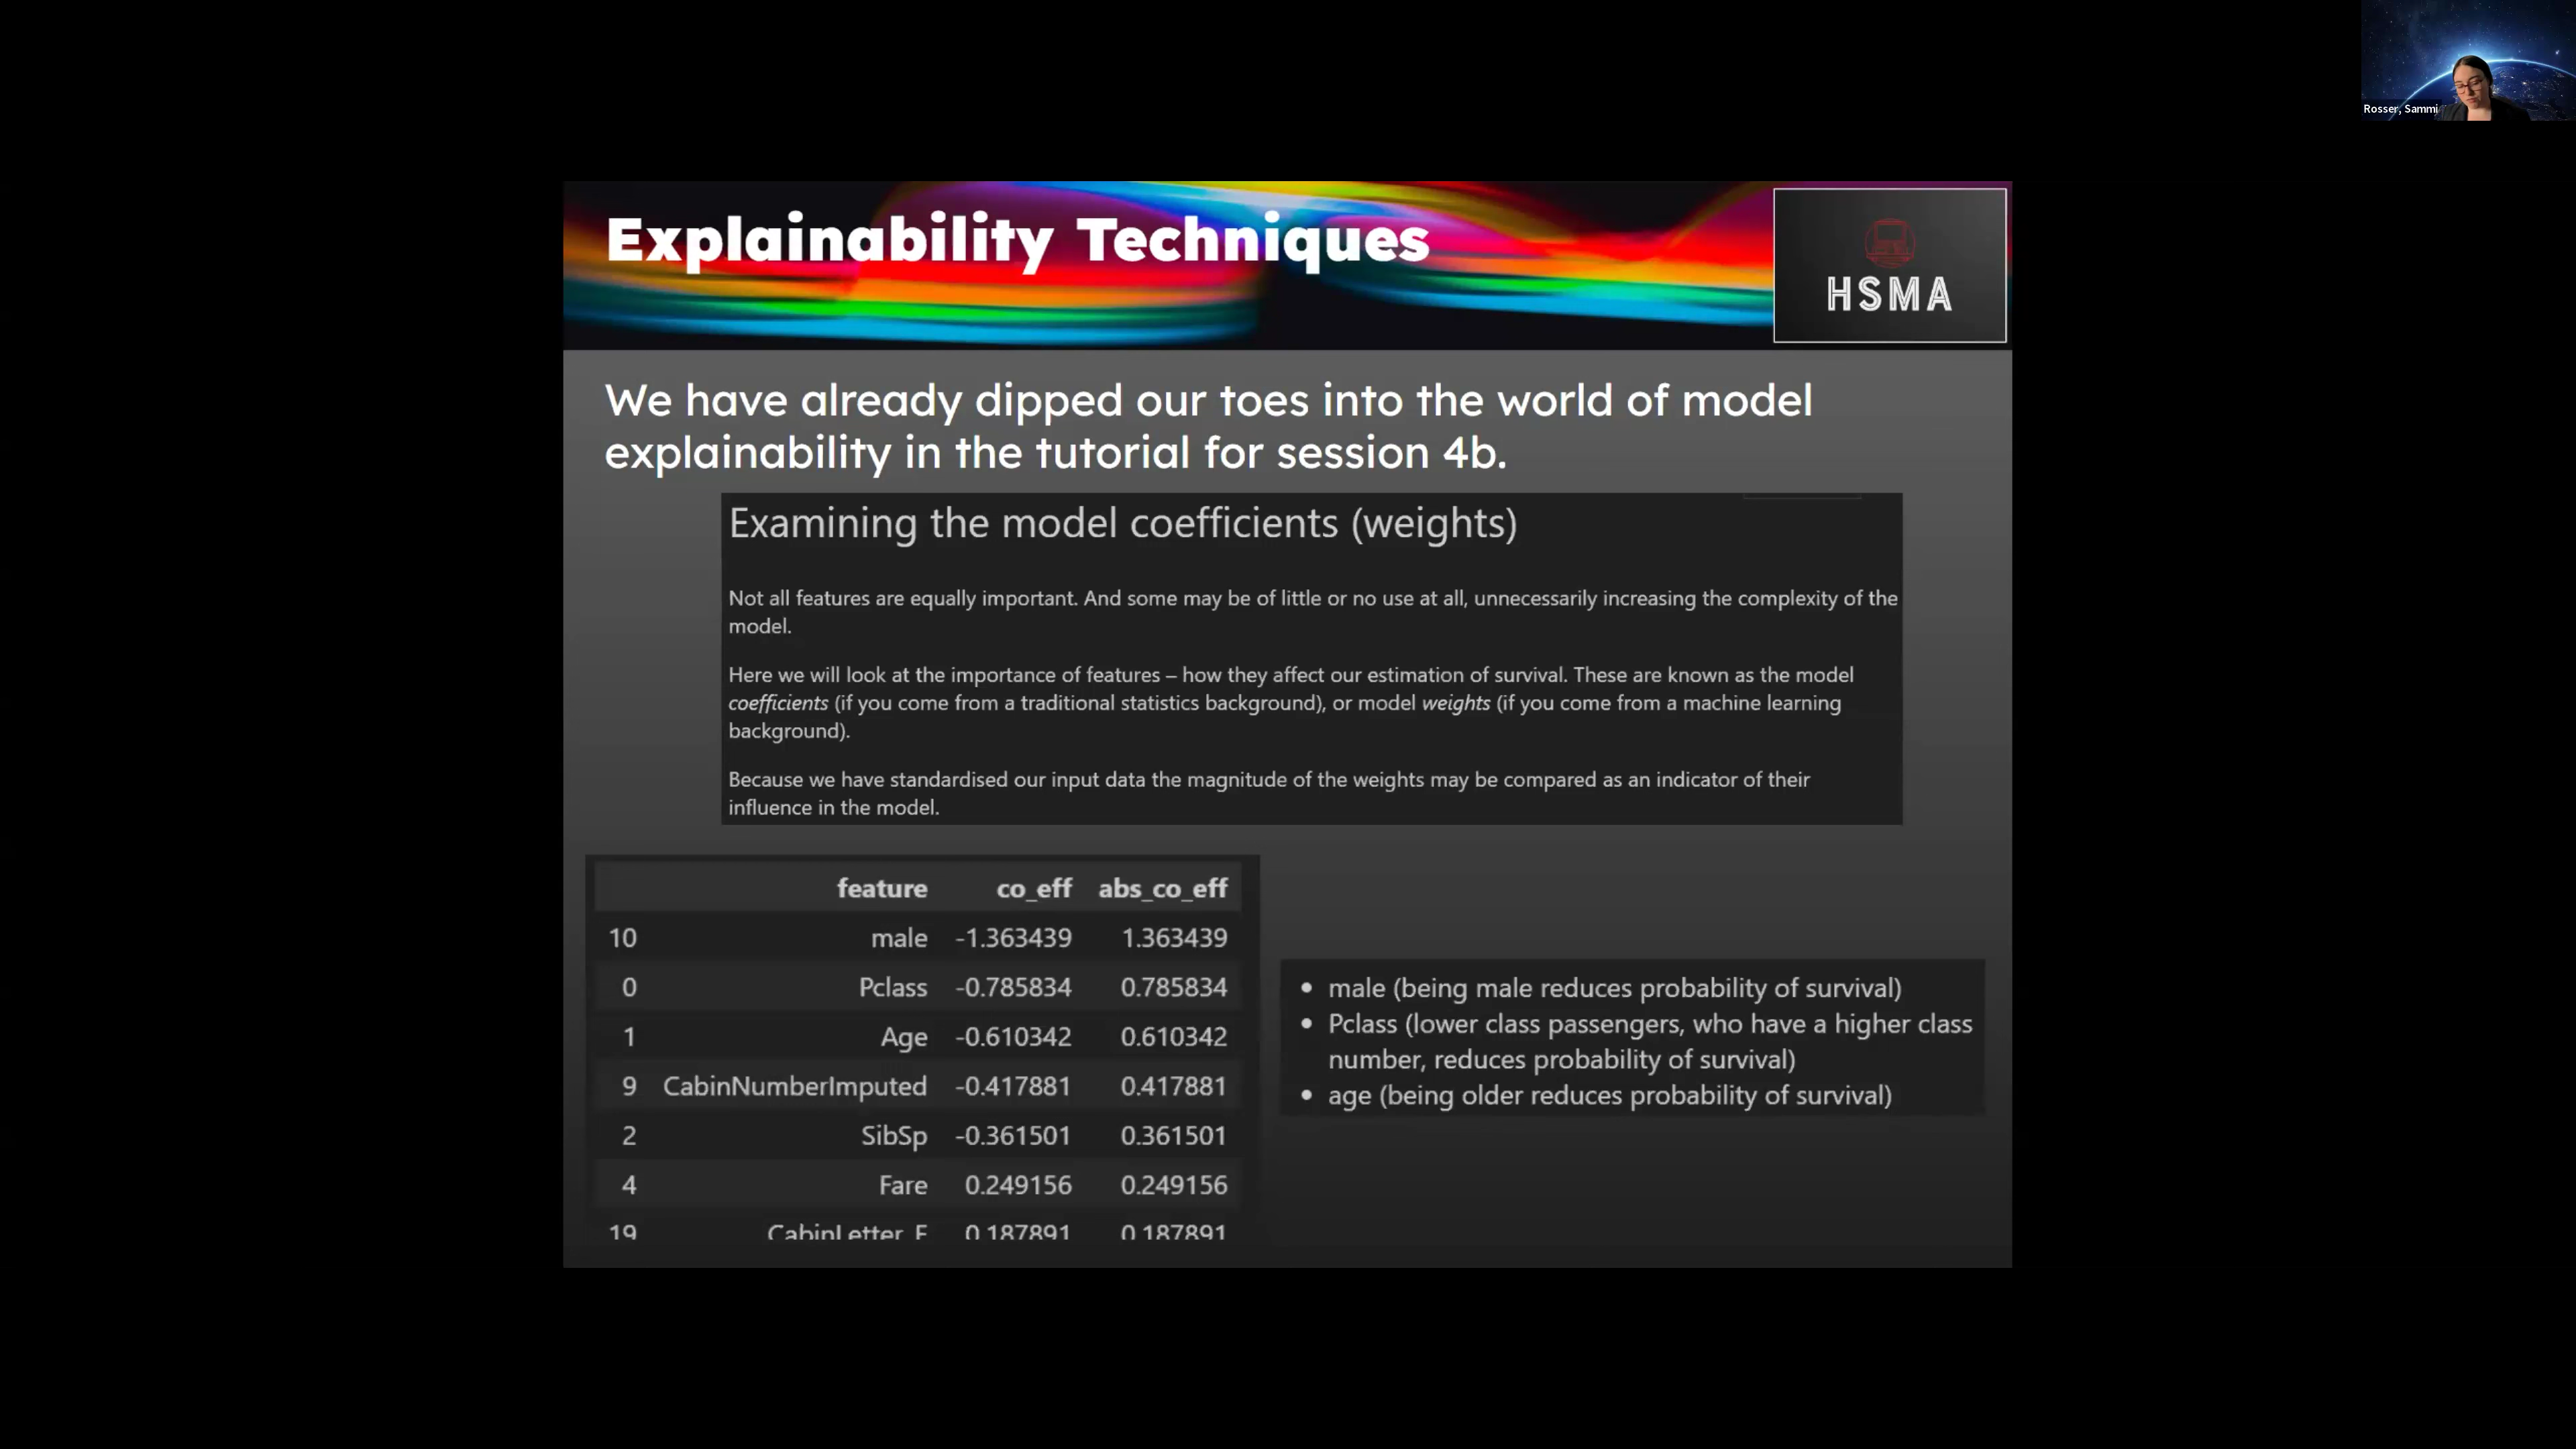 Rosser, Sammi
Explainability Techniques
HSMA
We have already dipped our toes into the world of model
explainability in the tutorial for session 4b.
Examining the model coefficients (weights)
Not all features are equally important. And some may be of little or no use at all, unnecessarily increasing the complexity of the
model.
Here we will look at the importance of features – how they affect our estimation of survival. These are known as the model
coefficients (if you come from a traditional statistics background), or model weights (if you come from a machine learning
background).
Because we have standardised our input data the magnitude of the weights may be compared as an indicator of their
influence in the model.
feature co_eff abs_co_eff
10 male -1.363439 1.363439
0 Pclass -0.785834 0.785834
1 Age -0.610342 0.610342
9 CabinNumberImputed -0.417881 0.417881
2 SibSp -0.361501 0.361501
4 Fare 0.249156 0.249156
19 0.187891 0.187891
• male (being male reduces probability of survival)
• Pclass (lower class passengers, who have a higher class
number, reduces probability of survival)
• age (being older reduces probability of survival)